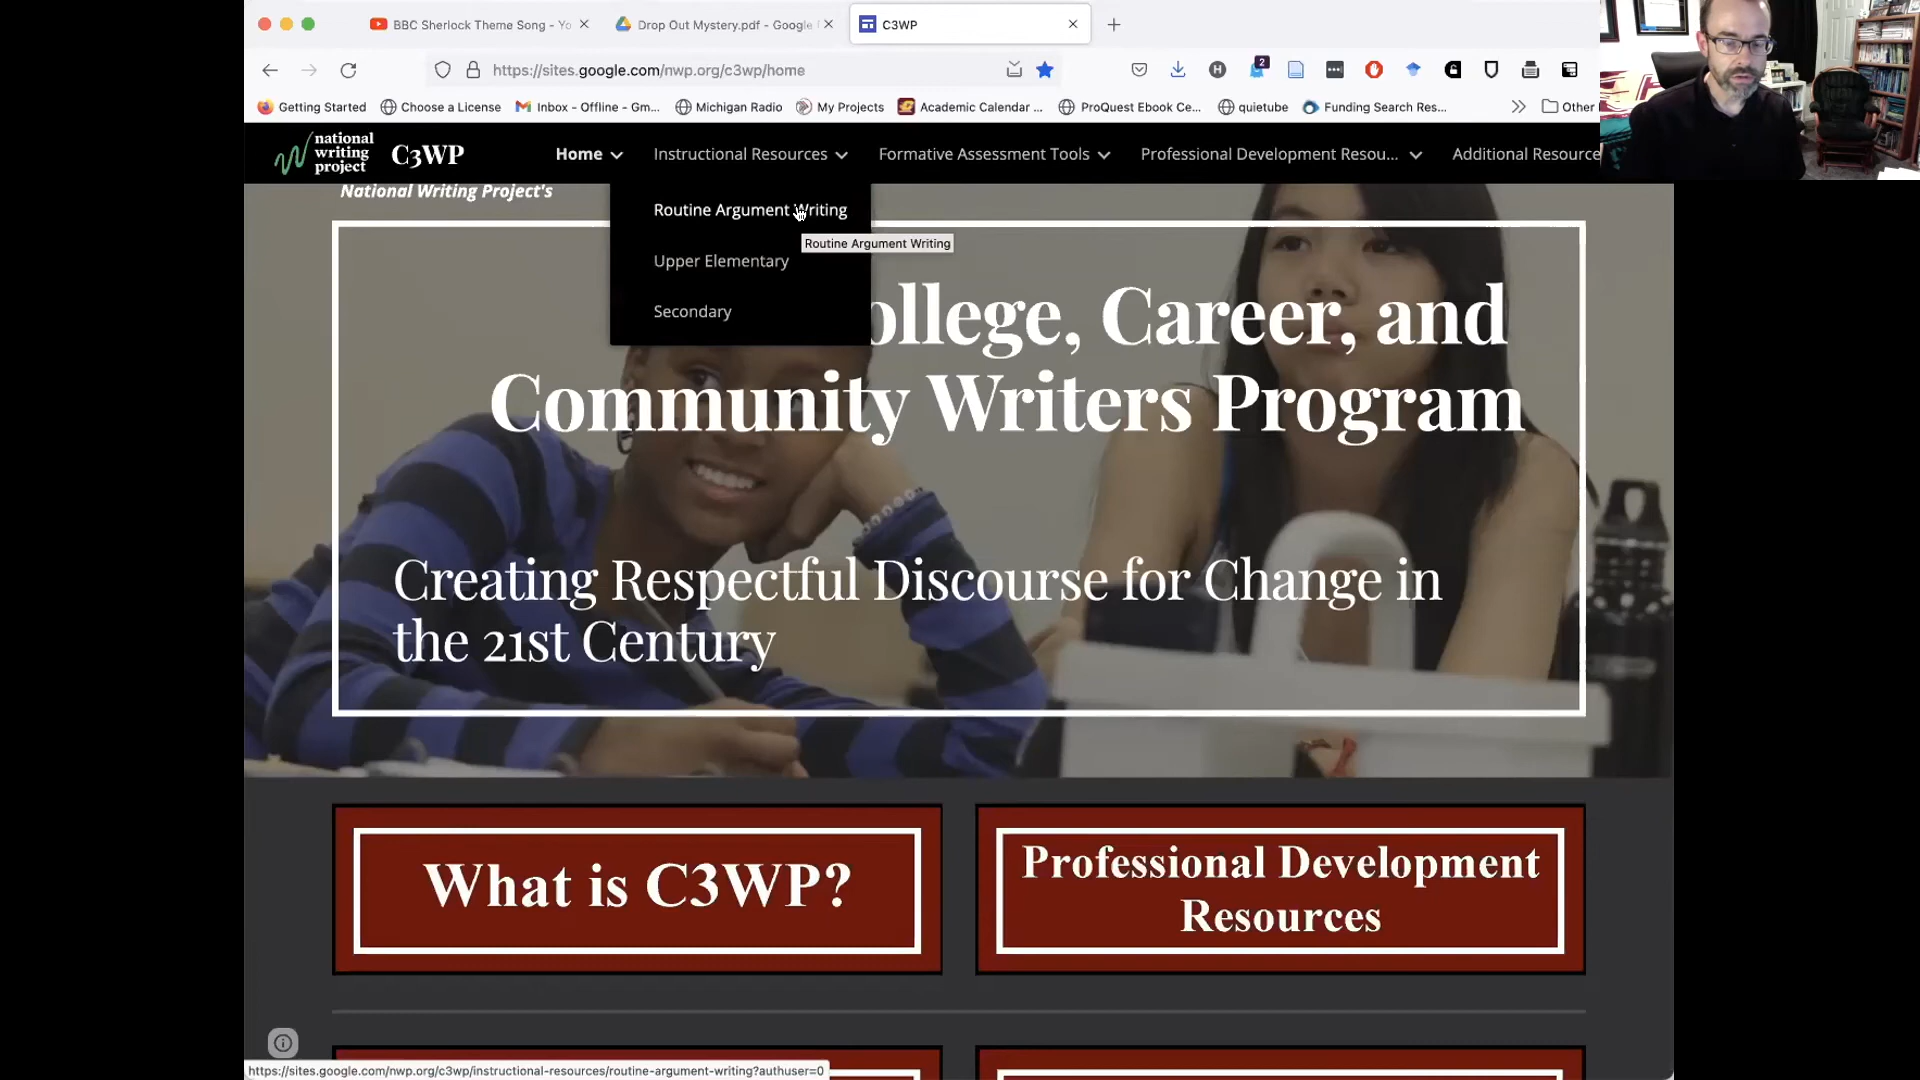 BBC Sherlock Theme Song - Yo
Drop Out Mystery.pdf - Google
C3WP
https://sites.google.com/nwp.org/c3wp/home
2
Getting Started
Choose a License
Inbox - Offline - Gm...
Michigan Radio
My Projects
Academic Calendar ...
ProQuest Ebook Ce...
quietube
Funding Search Res...
Other
national
writing
project
C3WP
Home
Instructional Resources
Formative Assessment Tools
Professional Development Resou...
Additional Resource
National Writing Project's
Routine Argument Writing
Routine Argument Writing
Upper Elementary
Secondary
ollege, Career, and
Community Writers Program
Creating Respectful Discourse for Change in
the 21st Century
What is C3WP?
Professional Development
Resources
https://sites.google.com/nwp.org/c3wp/instructional-resources/routine-argument-writing?authuser=0